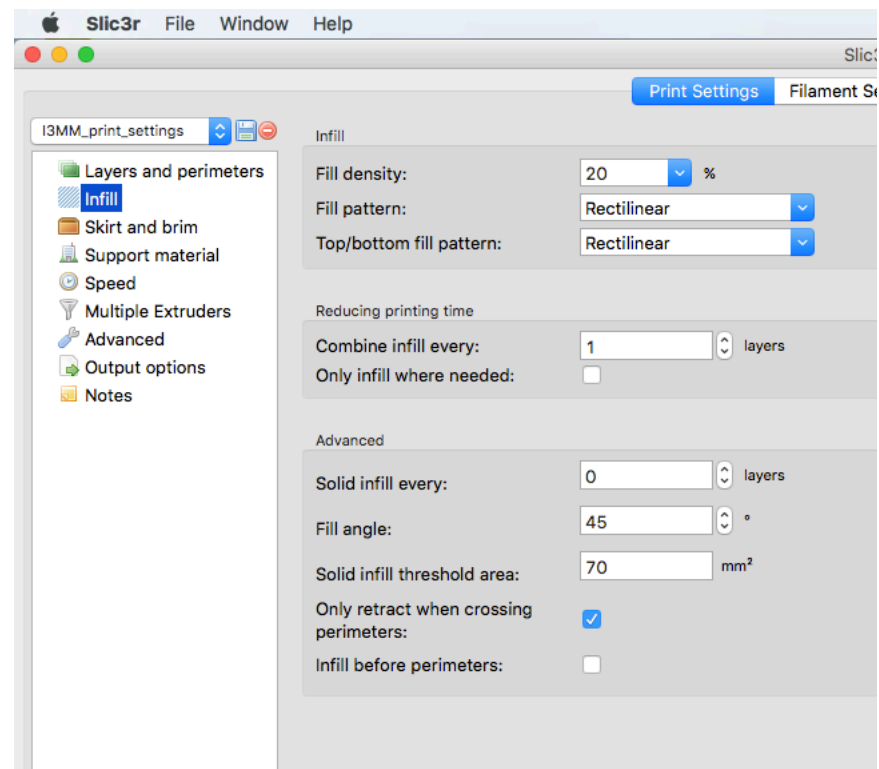 Slic3r File Window Help
Slic3
Print Settings Filament Se
I3MM_print_settings
Layers and perimeters
Infill
Skirt and brim
Support material
Speed
Multiple Extruders
Advanced
Output options
Notes
Infill
Fill density: 20 %
Fill pattern: Rectilinear
Top/bottom fill pattern: Rectilinear
Reducing printing time
Combine infill every: 1 layers
Only infill where needed:
Advanced
Solid infill every: 0 layers
Fill angle: 45 °
Solid infill threshold area: 70 mm²
Only retract when crossing
perimeters:
Infill before perimeters: